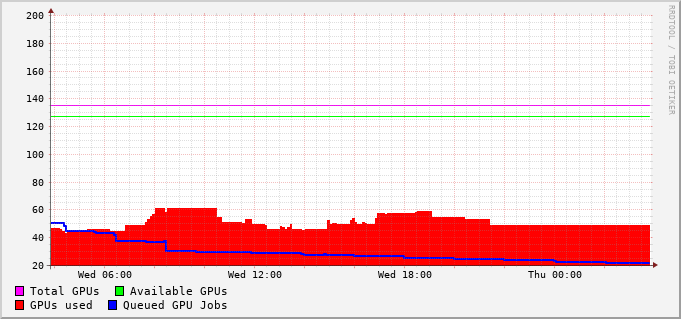 200
180
160
140
120
100
80
60
40
20
Wed 06:00 Wed 12:00 Wed 18:00 Thu 00:00
Total GPUs Available GPUs
GPUs used Queued GPU Jobs
RRDTOOL / TOBI OETIKER